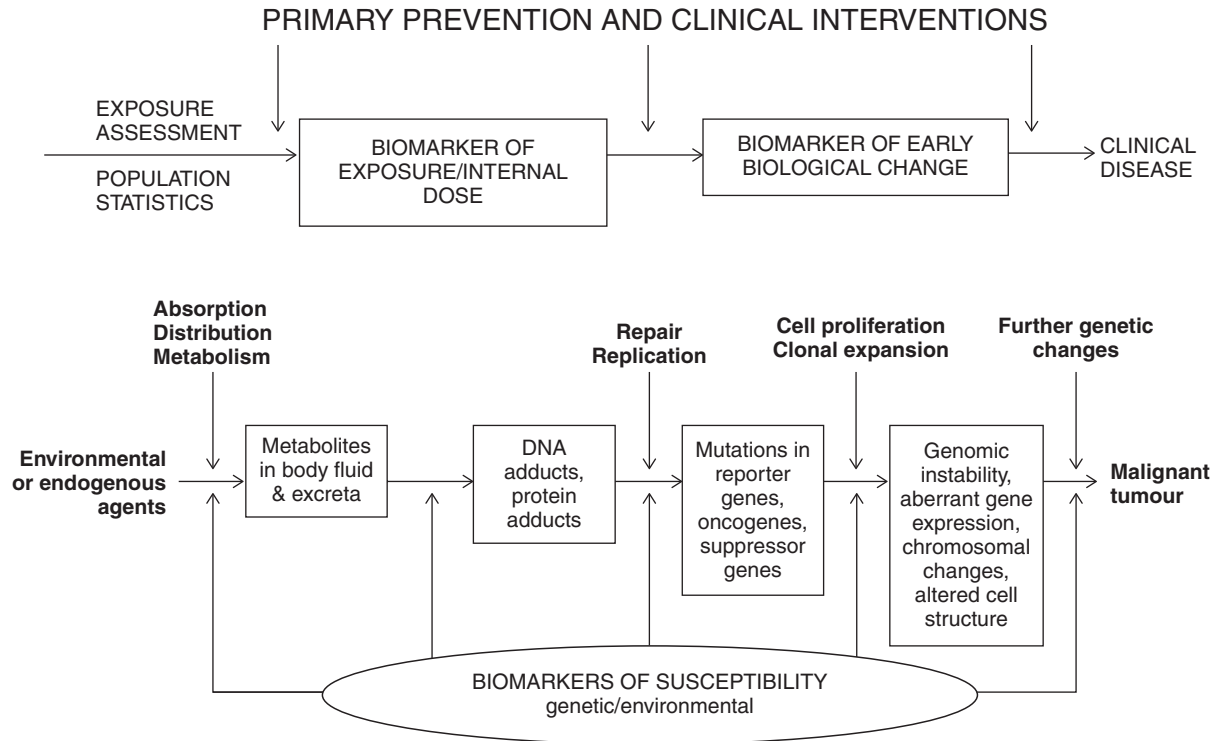 PRIMARY PREVENTION AND CLINICAL INTERVENTIONS
EXPOSURE
ASSESSMENT
POPULATION
STATISTICS
BIOMARKER OF
EXPOSURE/INTERNAL
DOSE
BIOMARKER OF EARLY
BIOLOGICAL CHANGE
CLINICAL
DISEASE
Absorption
Distribution
Metabolism
Repair
Replication
Cell proliferation
Clonal expansion
Further genetic
changes
Environmental
or endogenous
agents
Metabolites
in body fluid
& excreta
DNA
adducts,
protein
adducts
Mutations in
reporter
genes,
oncogenes,
suppressor
genes
Genomic
instability,
aberrant gene
expression,
chromosomal
changes,
altered cell
structure
Malignant
tumour
BIOMARKERS OF SUSCEPTIBILITY
genetic/environmental